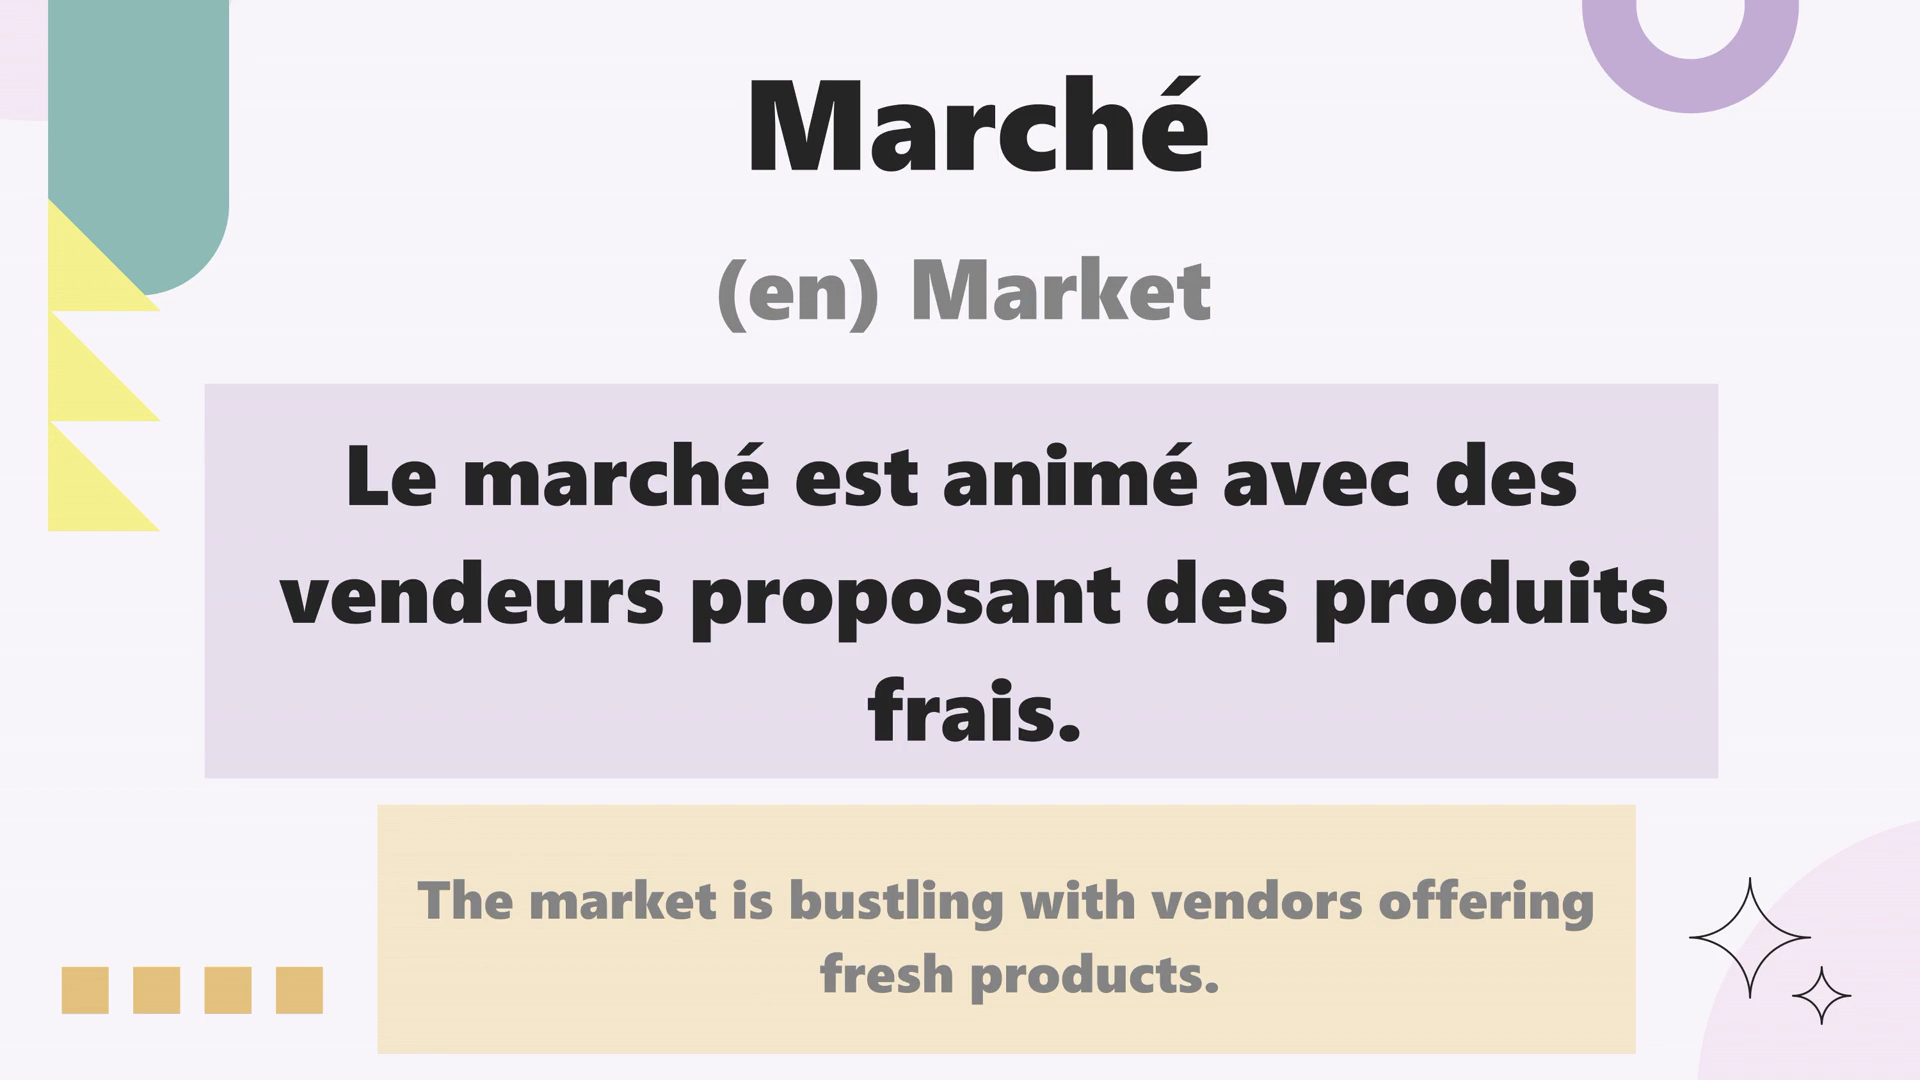 Marché
(en) Market
Le marché est animé avec des
vendeurs proposant des produits
frais.
The market is bustling with vendors offering
fresh products.